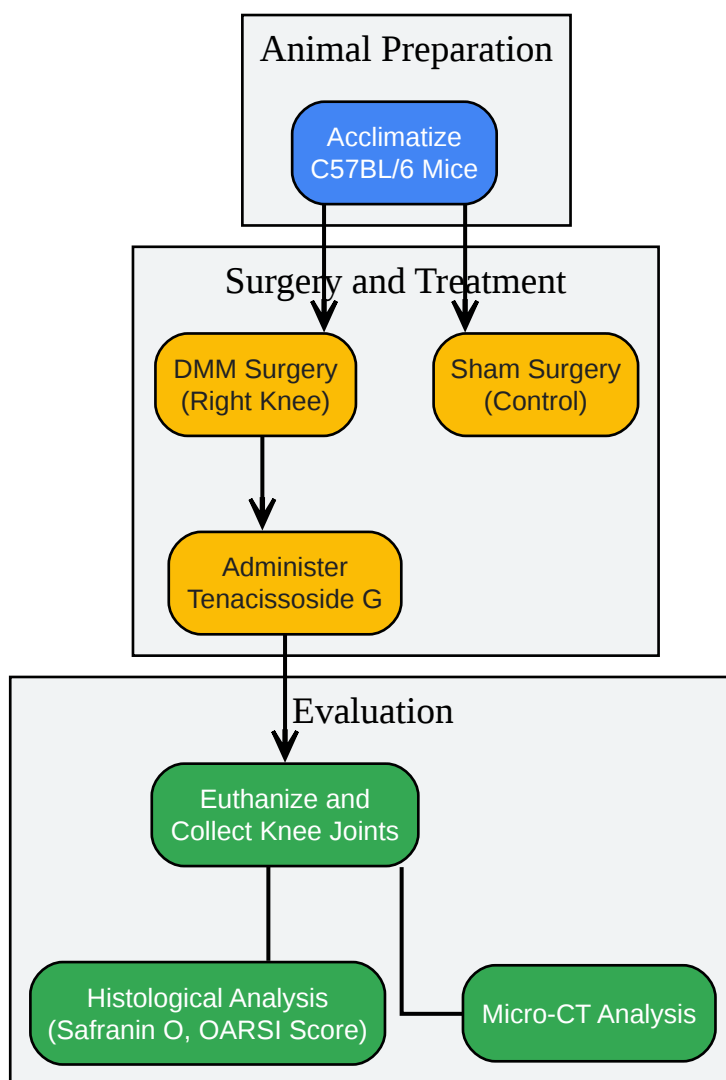 Animal Preparation
Acclimatize
C57BL/6 Mice
Surgery and Treatment
DMM Surgery
(Right Knee)
Sham Surgery
(Control)
Administer
Tenacissoside G
Evaluation
Euthanize and
Collect Knee Joints
Histological Analysis
(Safranin O, OARSI Score)
Micro-CT Analysis